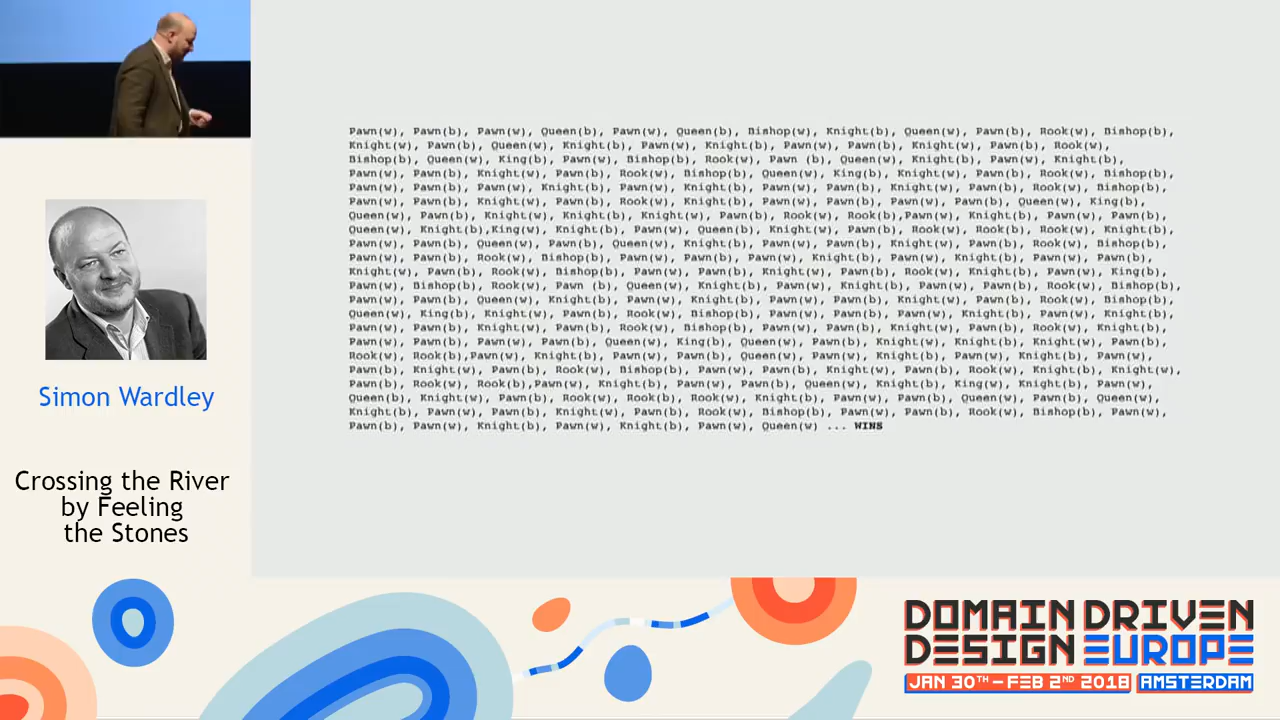 Pawn(w), Pawn(b), Pawn(w), Queen(b), Pawn(w), Queen(b), Bishop(w), Knight(b), Queen(w), Pawn(b), Rook(w), Bishop(b),
Knight(w), Pawn(b), Queen(w), Knight(b), Pawn(w), Knight(b), Pawn(w), Pawn(b), Knight(w), Pawn(b), Rook(w),
Bishop(b), Queen(w), King(b), Pawn(w), Bishop(b), Rook(w), Pawn (b), Queen(w), Knight(b), Pawn(w), Knight(b),
Pawn(w), Pawn(b), Knight(w), Pawn(b), Rook(w), Bishop(b), Queen(w), King(b), Knight(w), Pawn(b), Rook(w), Bishop(b),
Pawn(w), Pawn(b), Pawn(w), Knight(b), Pawn(w), Knight(b), Pawn(w), Pawn(b), Knight(w), Pawn(b), Rook(w), Bishop(b),
Pawn(w), Pawn(b), Knight(w), Pawn(b), Rook(w), Knight(b), Pawn(w), Pawn(b), Pawn(w), Pawn(b), Queen(w), King(b),
Queen(w), Pawn(b), Knight(w), Knight(b), Knight(w), Pawn(b), Rook(w), Rook(b),Pawn(w), Knight(b), Pawn(w), Pawn(b),
Queen(w), Knight(b),King(w), Knight(b), Pawn(w), Queen(b), Knight(w), Pawn(b), Rook(w), Rook(b), Rook(w), Knight(b),
Pawn(w), Pawn(b), Queen(w), Pawn(b), Queen(w), Knight(b), Pawn(w), Pawn(b), Knight(w), Pawn(b), Rook(w), Bishop(b),
Pawn(w), Pawn(b), Rook(w), Bishop(b), Pawn(w), Pawn(b), Pawn(w), Knight(b), Pawn(w), Knight(b), Pawn(w), Pawn(b),
Knight(w), Pawn(b), Rook(w), Bishop(b), Pawn(w), Pawn(b), Knight(w), Pawn(b), Rook(w), Knight(b), Pawn(w), King(b),
Pawn(w), Bishop(b), Rook(w), Pawn (b), Queen(w), Knight(b), Pawn(w), Knight(b), Pawn(w), Pawn(b), Rook(w), Bishop(b),
Pawn(w), Pawn(b), Queen(w), Knight(b), Pawn(w), Knight(b), Pawn(w), Pawn(b), Knight(w), Pawn(b), Rook(w), Bishop(b),
Queen(w), King(b), Knight(w), Pawn(b), Rook(w), Bishop(b), Pawn(w), Pawn(b), Pawn(w), Knight(b), Pawn(w), Knight(b),
Pawn(w), Pawn(b), Knight(w), Pawn(b), Rook(w), Bishop(b), Pawn(w), Pawn(b), Knight(w), Pawn(b), Rook(w), Knight(b),
Pawn(w), Pawn(b), Pawn(w), Pawn(b), Queen(w), King(b), Queen(w), Pawn(b), Knight(w), Knight(b), Knight(w), Pawn(b),
Rook(w), Rook(b),Pawn(w), Knight(b), Pawn(w), Pawn(b), Queen(w), Pawn(w), Knight(b), Pawn(w), Knight(b), Pawn(w),
Pawn(b), Knight(w), Pawn(b), Rook(w), Bishop(b), Pawn(w), Pawn(b), Knight(w), Pawn(b), Rook(w), Knight(b), Knight(w),
Pawn(b), Rook(w), Rook(b),Pawn(w), Knight(b), Pawn(w), Pawn(b), Queen(w), Knight(b), King(w), Knight(b), Pawn(w),
Queen(b), Knight(w), Pawn(b), Rook(w), Rook(b), Rook(w), Knight(b), Pawn(w), Pawn(b), Queen(w), Pawn(b), Queen(w),
Knight(b), Pawn(w), Pawn(b), Knight(w), Pawn(b), Rook(w), Bishop(b), Pawn(w), Pawn(b), Rook(w), Bishop(b), Pawn(w),
Pawn(b), Pawn(w), Knight(b), Pawn(w), Knight(b), Pawn(w), Queen(w) ... WINS
Simon Wardley
Crossing the River
by Feeling
the Stones
DOMAIN DRIVEN
DESIGN EUROPE
JAN 30TH - FEB 2ND 2018 AMSTERDAM